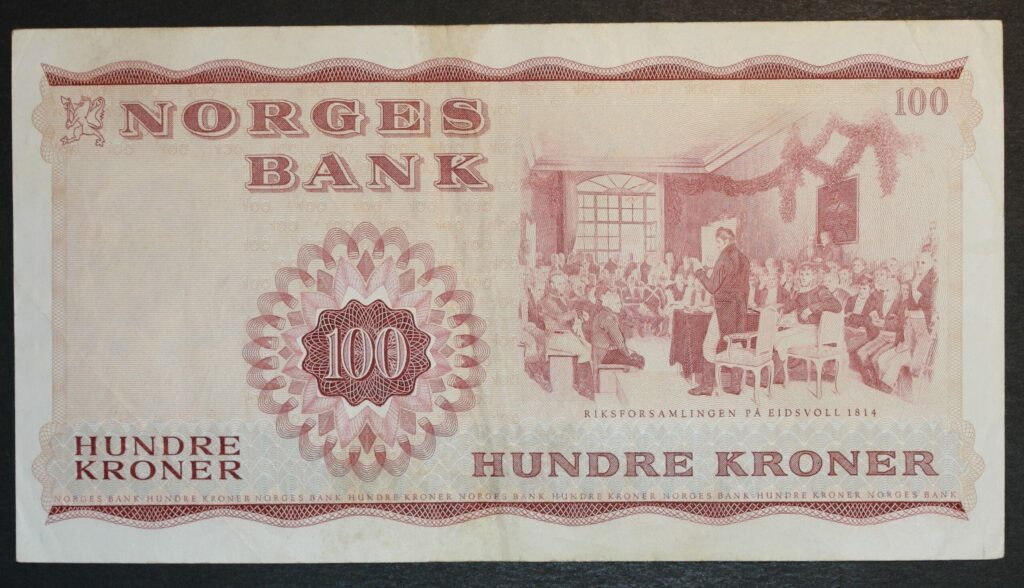 NORGES
BANK
100
100
RIKSFORSAMLINGEN PÅ EIDSVOLL 1814
HUNDRE
KRONER
HUNDRE KRONER
NORGES BANK HUNDRE KRONER NORGES BANK HUNDRE KRONER NORGES BANK HUNDRE KRONER NORGES BANK HUNDRE KRONER NORGES BANK